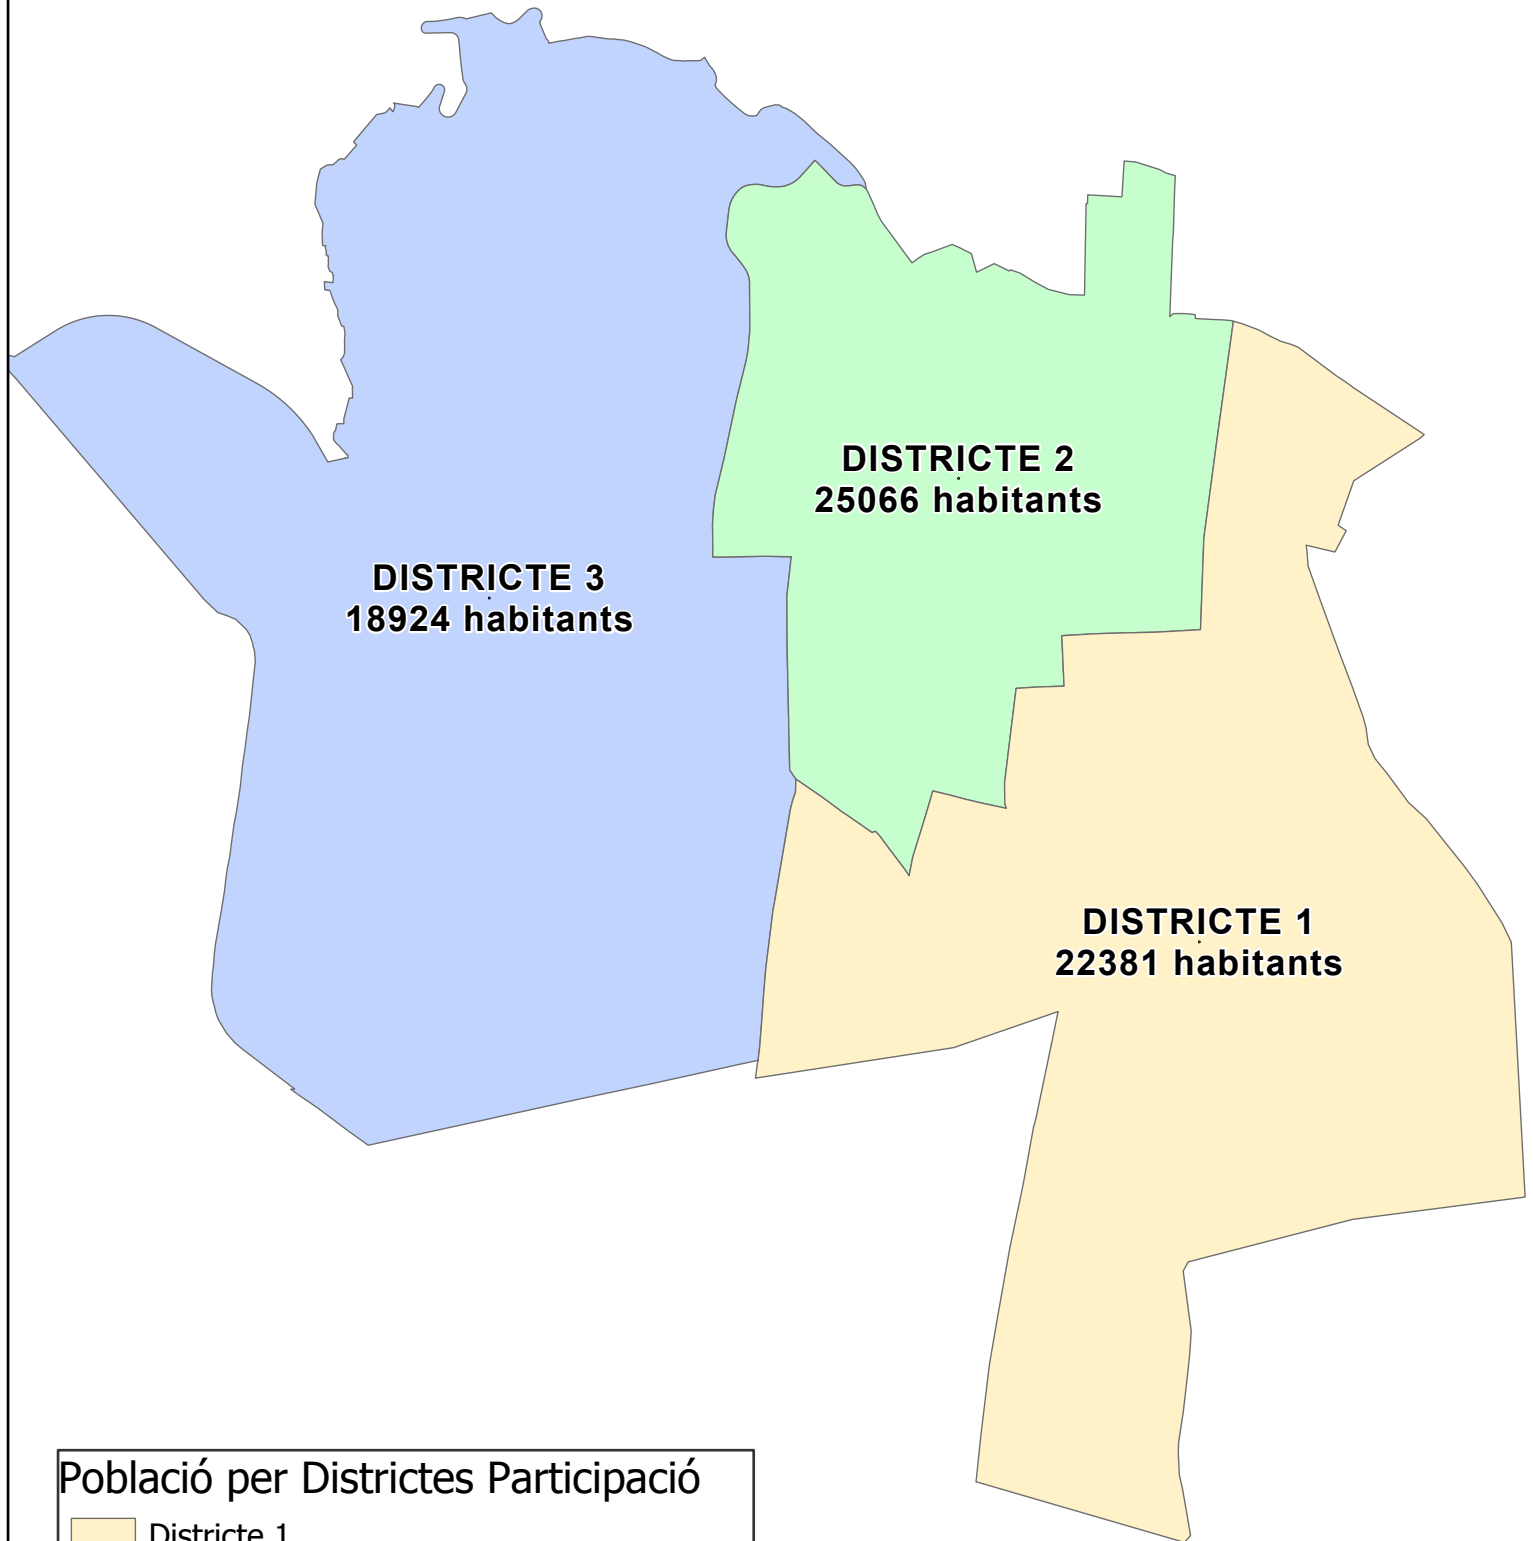 DISTRICTE 2
25066 habitants
DISTRICTE 3
18924 habitants
DISTRICTE 1
22381 habitants
Població per Districtes Participació
Districte 1